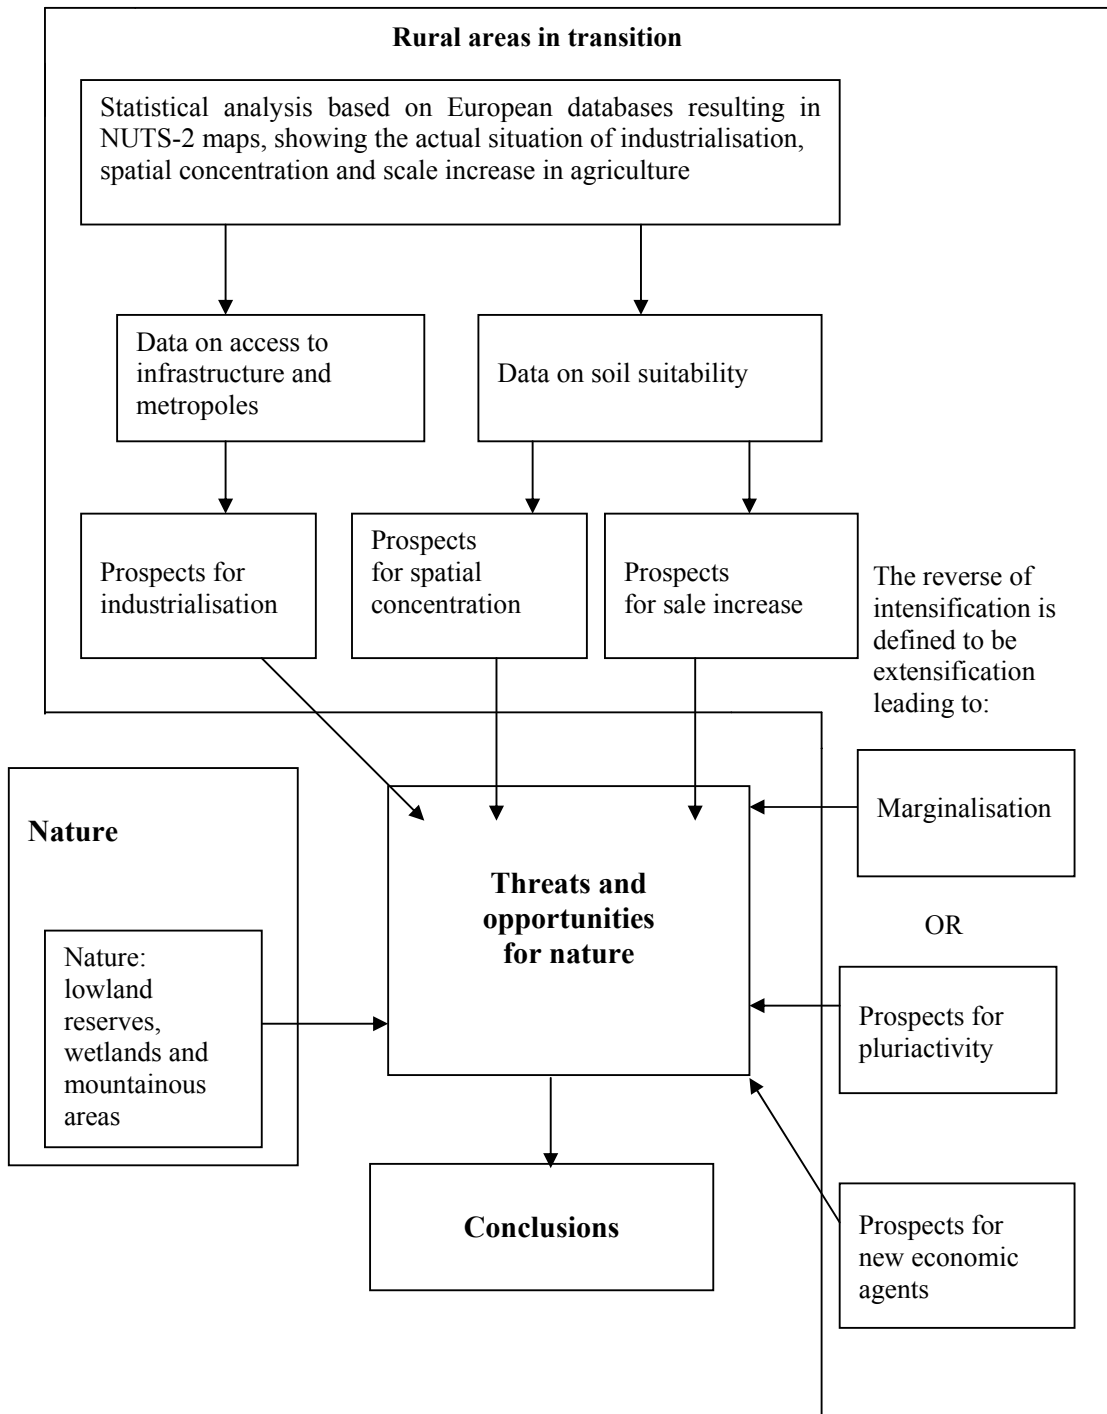 Rural areas in transition
Statistical analysis based on European databases resulting in
NUTS-2 maps, showing the actual situation of industrialisation,
spatial concentration and scale increase in agriculture
Data on access to
infrastructure and
metropoles
Data on soil suitability
Prospects for
industrialisation
Prospects
for spatial
concentration
Prospects
for sale increase
The reverse of
intensification is
defined to be
extensification
leading to:
Marginalisation
Nature
Threats and
opportunities
for nature
OR
Nature:
lowland
reserves,
wetlands and
mountainous
areas
Prospects for
pluriactivity
Conclusions
Prospects for
new economic
agents